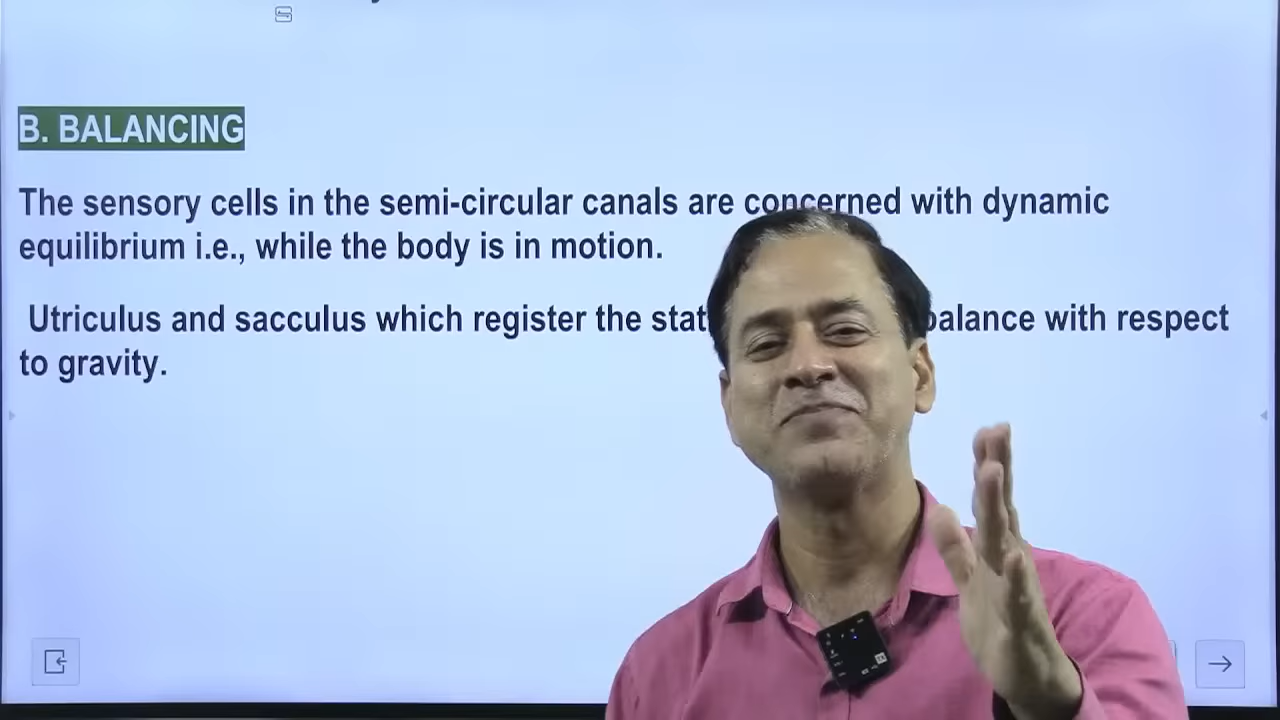 B. BALANCING
The sensory cells in the semi-circular canals are concerned with dynamic
equilibrium i.e., while the body is in motion.
Utriculus and sacculus which register the balance with respect
to gravity.